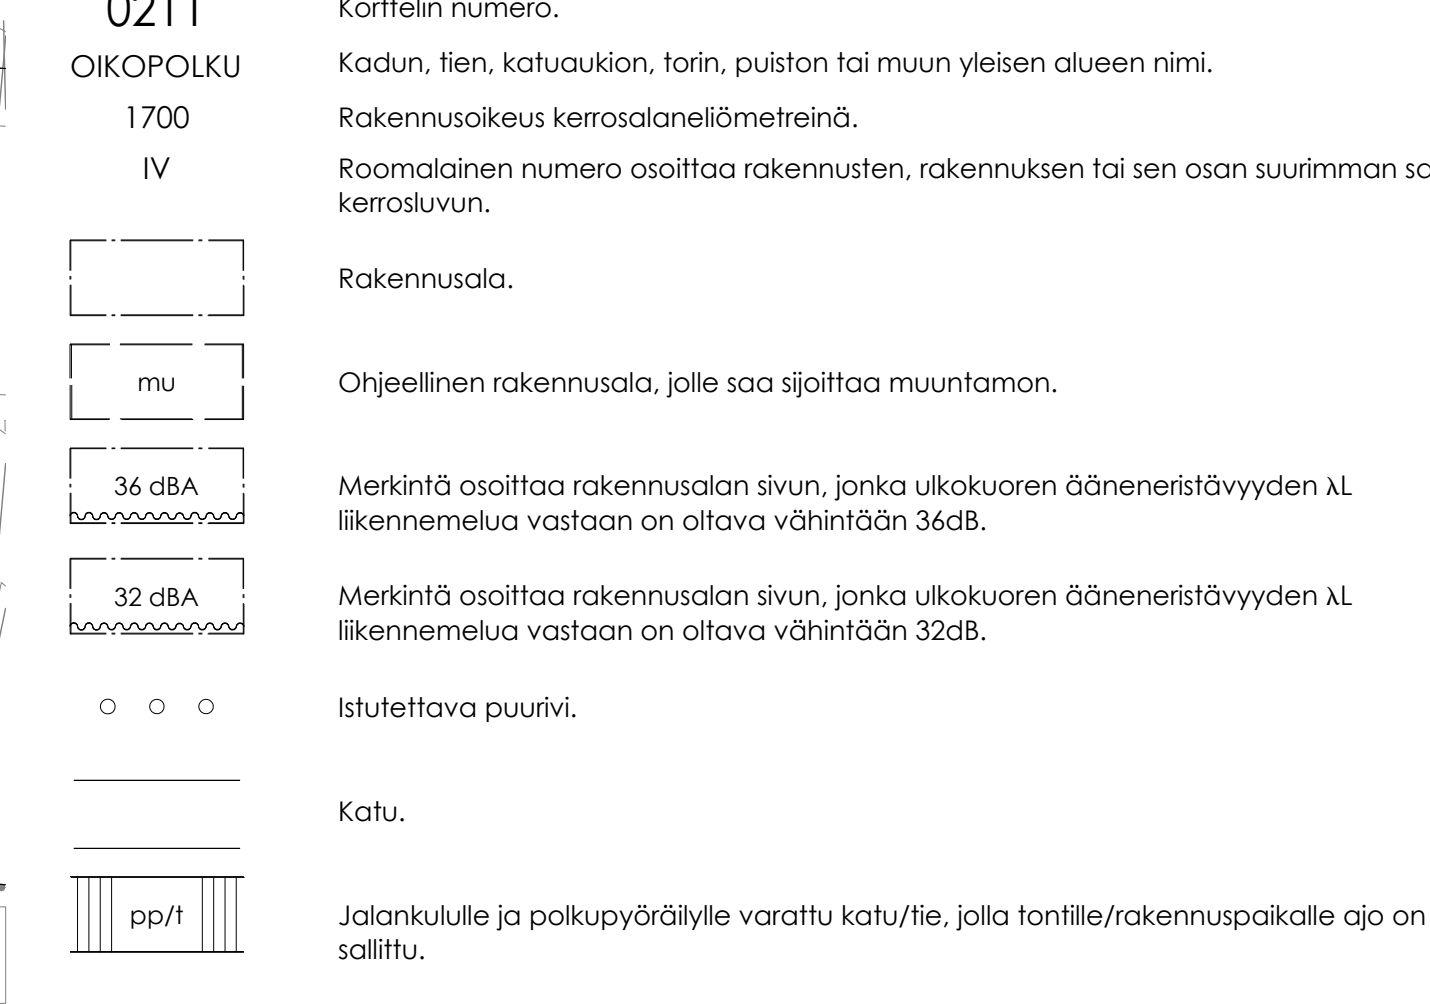 0211 Korttelin numero.
OIKOPOLKU Kadun, tien, katuaukion, torin, puiston tai muun yleisen alueen nimi.
1700 Rakennusoikeus kerrosalaneliömetreinä.
IV Roomalainen numero osoittaa rakennusten, rakennuksen tai sen osan suurimman
kerrosluvun.
Rakennusala.
mu Ohjeellinen rakennusala, jolle saa sijoittaa muuntamon.
36 dBA Merkintä osoittaa rakennusalan sivun, jonka ulkokuoren ääneneristävyyden λL
liikennemelua vastaan on oltava vähintään 36dB.
32 dBA Merkintä osoittaa rakennusalan sivun, jonka ulkokuoren ääneneristävyyden λL
liikennemelua vastaan on oltava vähintään 32dB.
Istutettava puurivi.
Katu.
pp/t Jalankululle ja polkupyöräilylle varattu katu/tie, jolla tontille/rakennuspaikalle ajo on
sallittu.